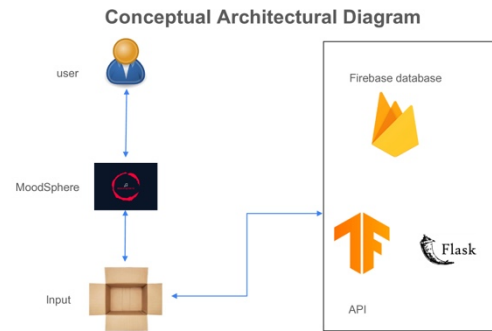 Conceptual Architectural Diagram
user
Firebase database
MoodSphere
Flask
Input
API